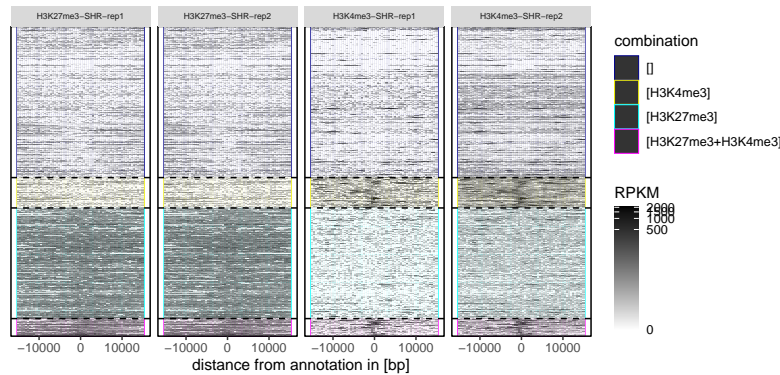 H3K27me3-SHR-rep1 H3K27me3-SHR-rep2 H3K4me3-SHR-rep1 H3K4me3-SHR-rep2
combination
[]
[H3K4me3]
[H3K27me3]
[H3K27me3+H3K4me3]
RPKM
2000
1500
1000
500
0
−10000 0 10000 −10000 0 10000 −10000 0 10000 −10000 0 10000
distance from annotation in [bp]